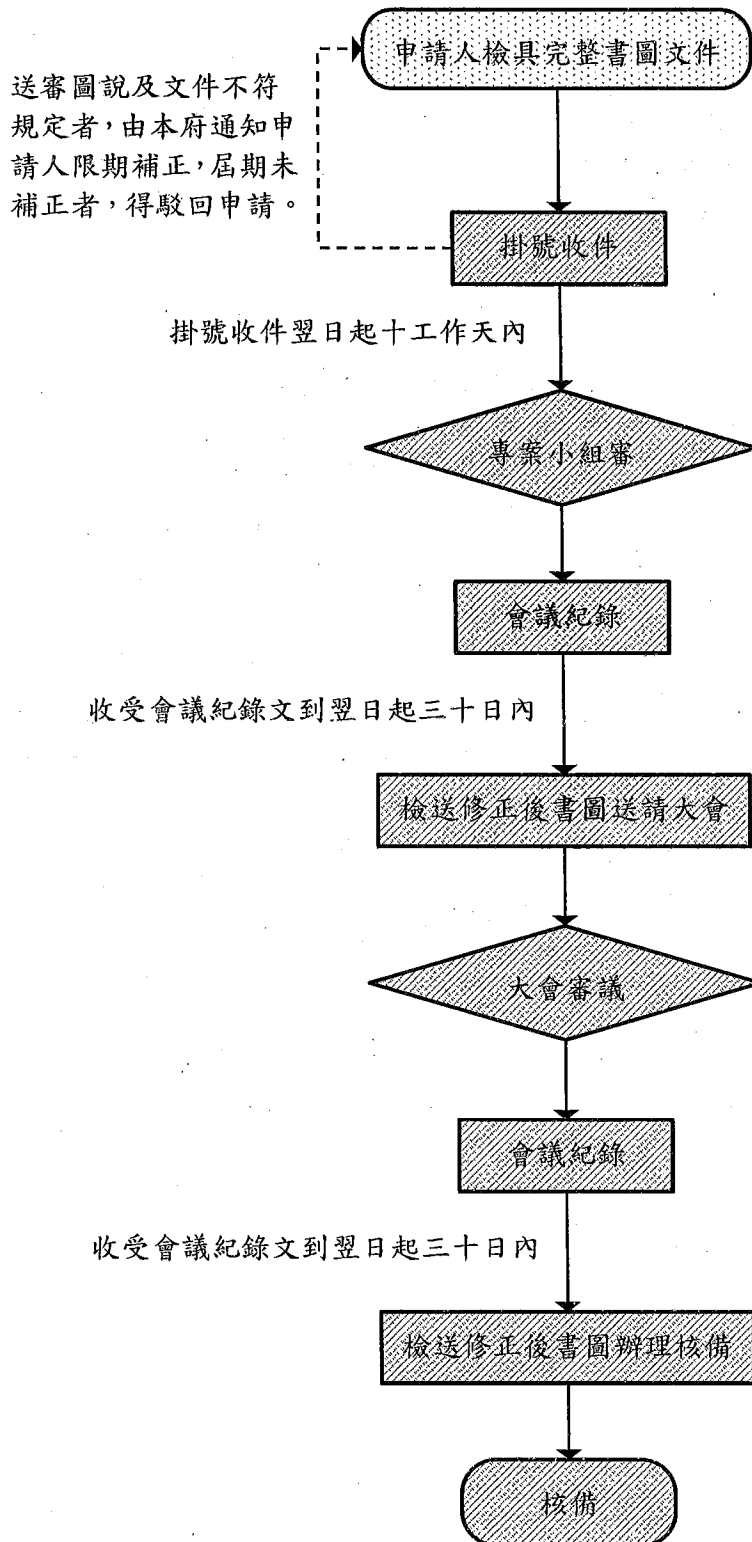 申請人檢具完整書圖文件
送審圖說及文件不符
規定者，由本府通知申
請人限期補正，屆期未
補正者，得駁回申請。
掛號收件
掛號收件翌日起十工作天內
專案小組審
會議紀錄
收受會議紀錄文到翌日起三十日內
檢送修正後書圖送請大會
大會審議
會議紀錄
收受會議紀錄文到翌日起三十日內
檢送修正後書圖辦理核備
核備